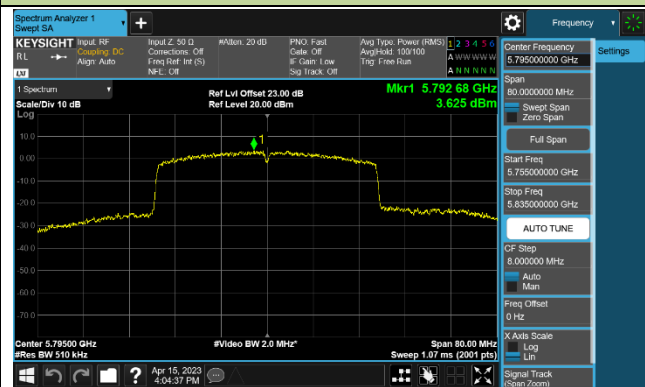 Spectrum Analyzer 1
Swept SA
Frequency
KEYSIGHT
Input: RF
Coupling: DC
Align: Auto
Input Z: 50 Ω
Corrections: Off
Freq Ref: Int (S)
NFE: Off
#Atten: 20 dB
PNO: Fast
Gate: Off
IF Gain: Low
Sig Track: Off
Avg Type: Power (RMS)
Avg|Hold: 100/100
Trig: Free Run
1 2 3 4 5 6
A W W W W W
A N N N N N
RL
LXI
1 Spectrum
Scale/Div 10 dB
Log
Ref Lvl Offset 23.00 dB
Ref Level 20.00 dBm
Mkr1 5.792 68 GHz
3.625 dBm
1
10.0
0.00
-10.0
-20.0
-30.0
-40.0
-50.0
-60.0
-70.0
Center 5.79500 GHz
#Res BW 510 kHz
#Video BW 2.0 MHz*
Span 80.00 MHz
Sweep 1.07 ms (2001 pts)
Apr 15, 2023
4:04:37 PM
Center Frequency
5.795000000 GHz
Settings
Span
80.0000000 MHz
Swept Span
Zero Span
Full Span
Start Freq
5.755000000 GHz
Stop Freq
5.835000000 GHz
AUTO TUNE
CF Step
8.000000 MHz
Auto
Man
Freq Offset
0 Hz
X Axis Scale
Log
Lin
Signal Track
(Span Zoom)